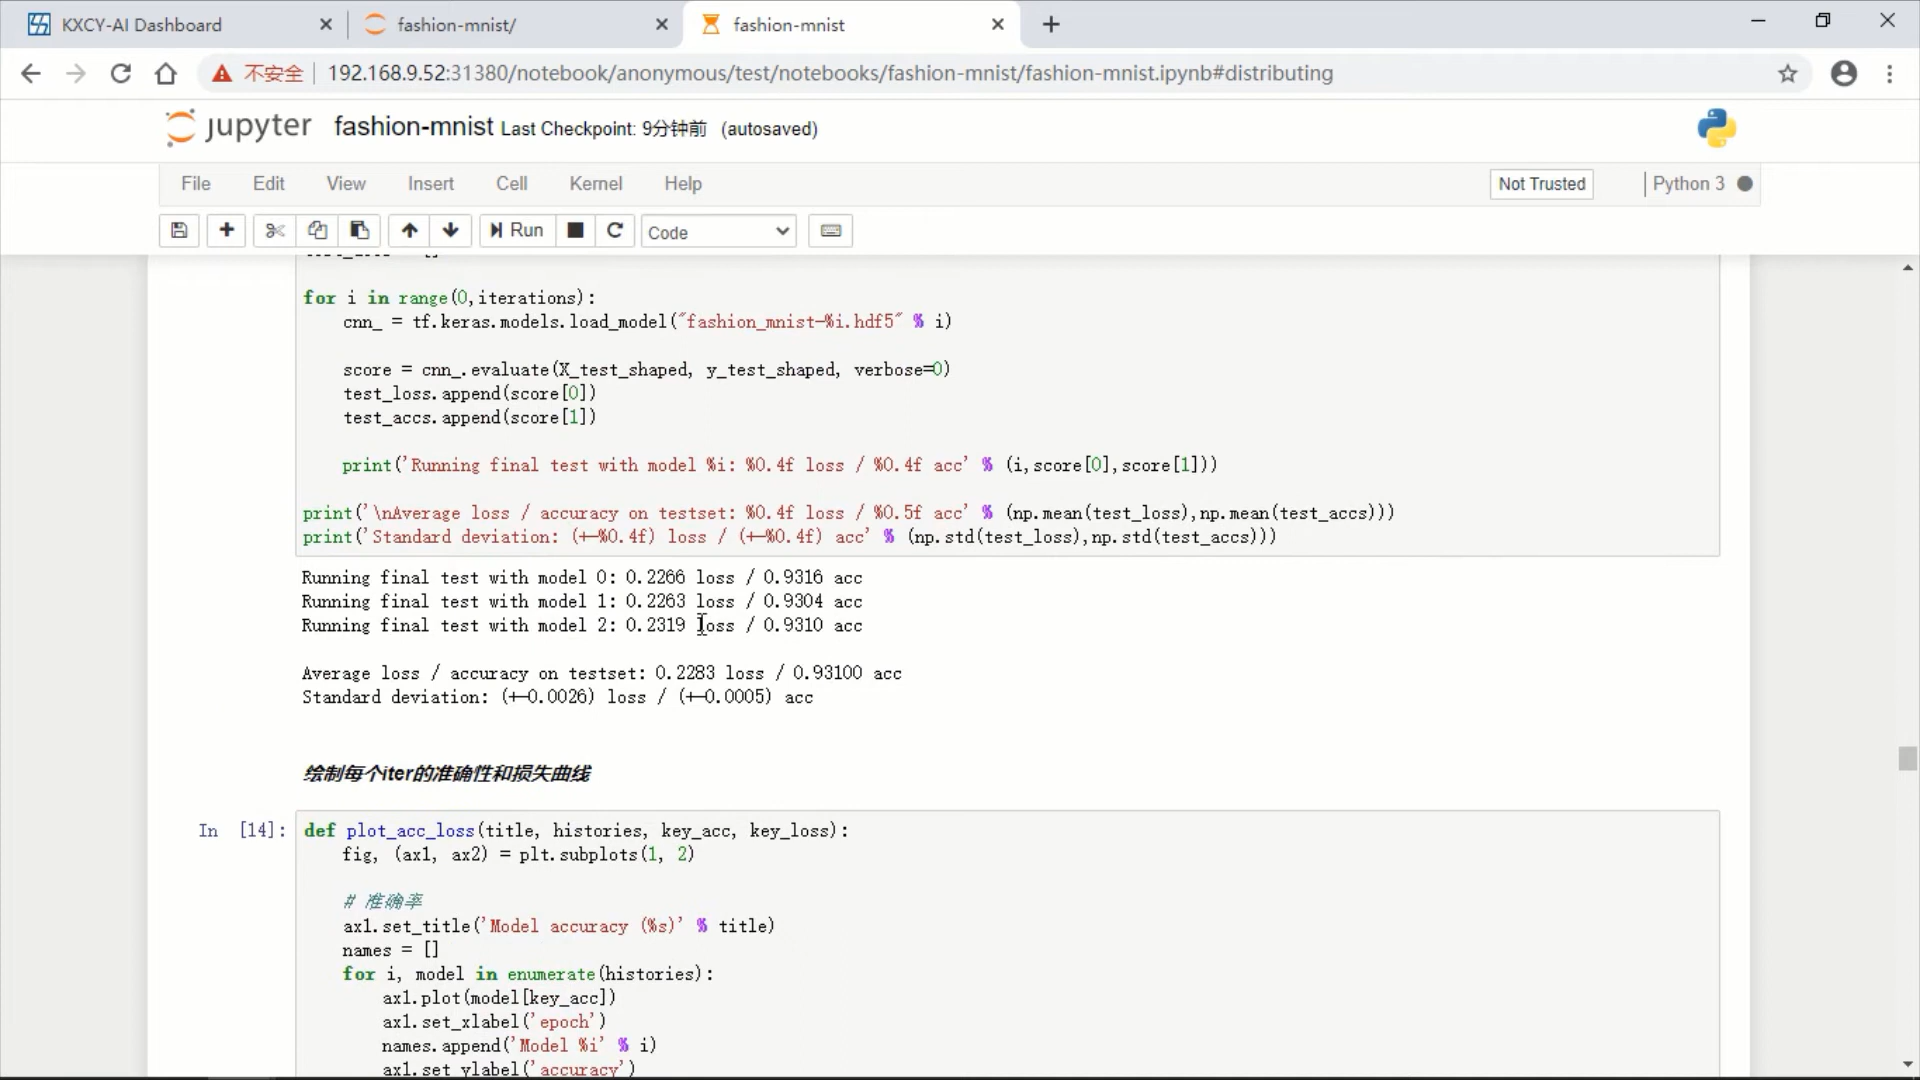 KXCY-AI Dashboard
fashion-mnist/
fashion-mnist
不安全
192.168.9.52:31380/notebook/anonymous/test/notebooks/fashion-mnist/fashion-mnist.ipynb#distributing
jupyter fashion-mnist Last Checkpoint: 9分钟前 (autosaved)
File Edit View Insert Cell Kernel Help Not Trusted Python 3
Run Code
for i in range(0,iterations):
cnn_ = tf.keras.models.load_model("fashion_mnist-%i.hdf5" % i)
score = cnn_.evaluate(X_test_shaped, y_test_shaped, verbose=0)
test_loss.append(score[0])
test_accs.append(score[1])
print('Running final test with model %i: %0.4f loss / %0.4f acc' % (i,score[0],score[1]))
print('\nAverage loss / accuracy on testset: %0.4f loss / %0.5f acc' % (np.mean(test_loss),np.mean(test_accs)))
print('Standard deviation: (+-%0.4f) loss / (+-%0.4f) acc' % (np.std(test_loss),np.std(test_accs)))
Running final test with model 0: 0.2266 loss / 0.9316 acc
Running final test with model 1: 0.2263 loss / 0.9304 acc
Running final test with model 2: 0.2319 loss / 0.9310 acc
Average loss / accuracy on testset: 0.2283 loss / 0.93100 acc
Standard deviation: (+-0.0026) loss / (+-0.0005) acc
绘制每个iter的准确性和损失曲线
In [14]: def plot_acc_loss(title, histories, key_acc, key_loss):
fig, (ax1, ax2) = plt.subplots(1, 2)
# 准确率
ax1.set_title('Model accuracy (%s)' % title)
names = []
for i, model in enumerate(histories):
ax1.plot(model[key_acc])
ax1.set_xlabel('epoch')
names.append('Model %i' % i)
ax1.set_ylabel('accuracy')